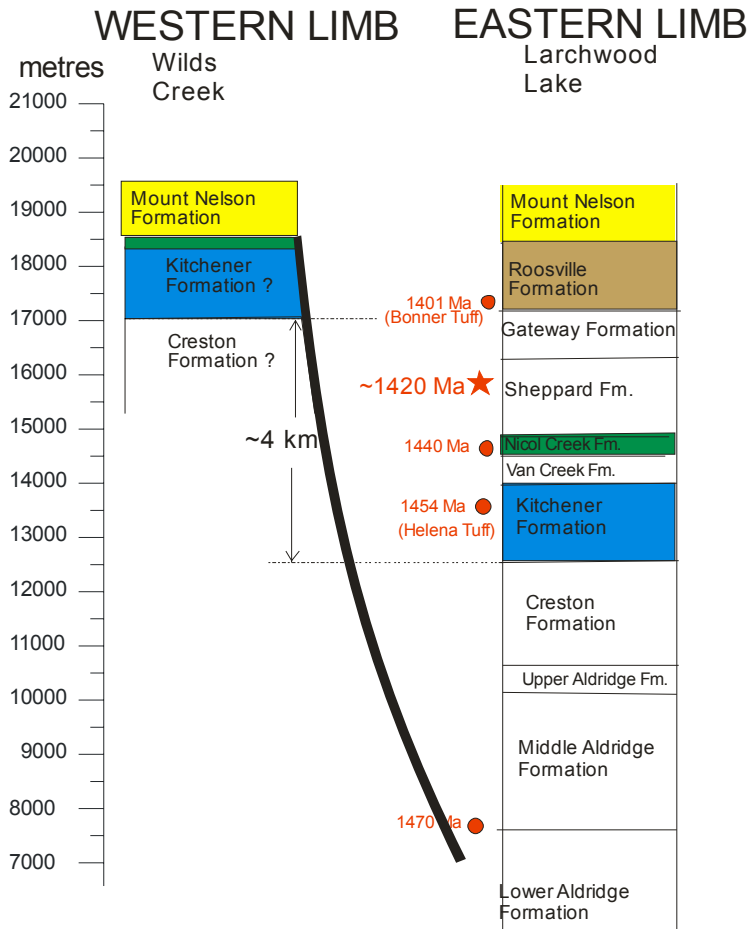 WESTERN LIMB
EASTERN LIMB
metres
Wilds
Creek
Larchwood
Lake
21000
20000
19000
18000
17000
16000
15000
14000
13000
12000
11000
10000
9000
8000
7000
Mount Nelson
Formation
Kitchener
Formation ?
Creston
Formation ?
~4 km
1401 Ma
(Bonner Tuff)
~1420 Ma
1440 Ma
1454 Ma
(Helena Tuff)
1470 Ma
Mount Nelson
Formation
Roosville
Formation
Gateway Formation
Sheppard Fm.
Nicol Creek Fm.
Van Creek Fm.
Kitchener
Formation
Creston
Formation
Upper Aldridge Fm.
Middle Aldridge
Formation
Lower Aldridge
Formation